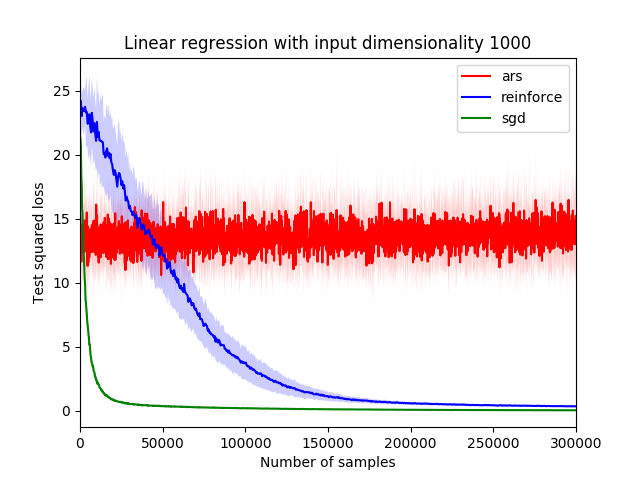 Linear regression with input dimensionality 1000
ars
reinforce
sgd
Test squared loss
25
20
15
10
5
0
0 50000 100000 150000 200000 250000 300000
Number of samples